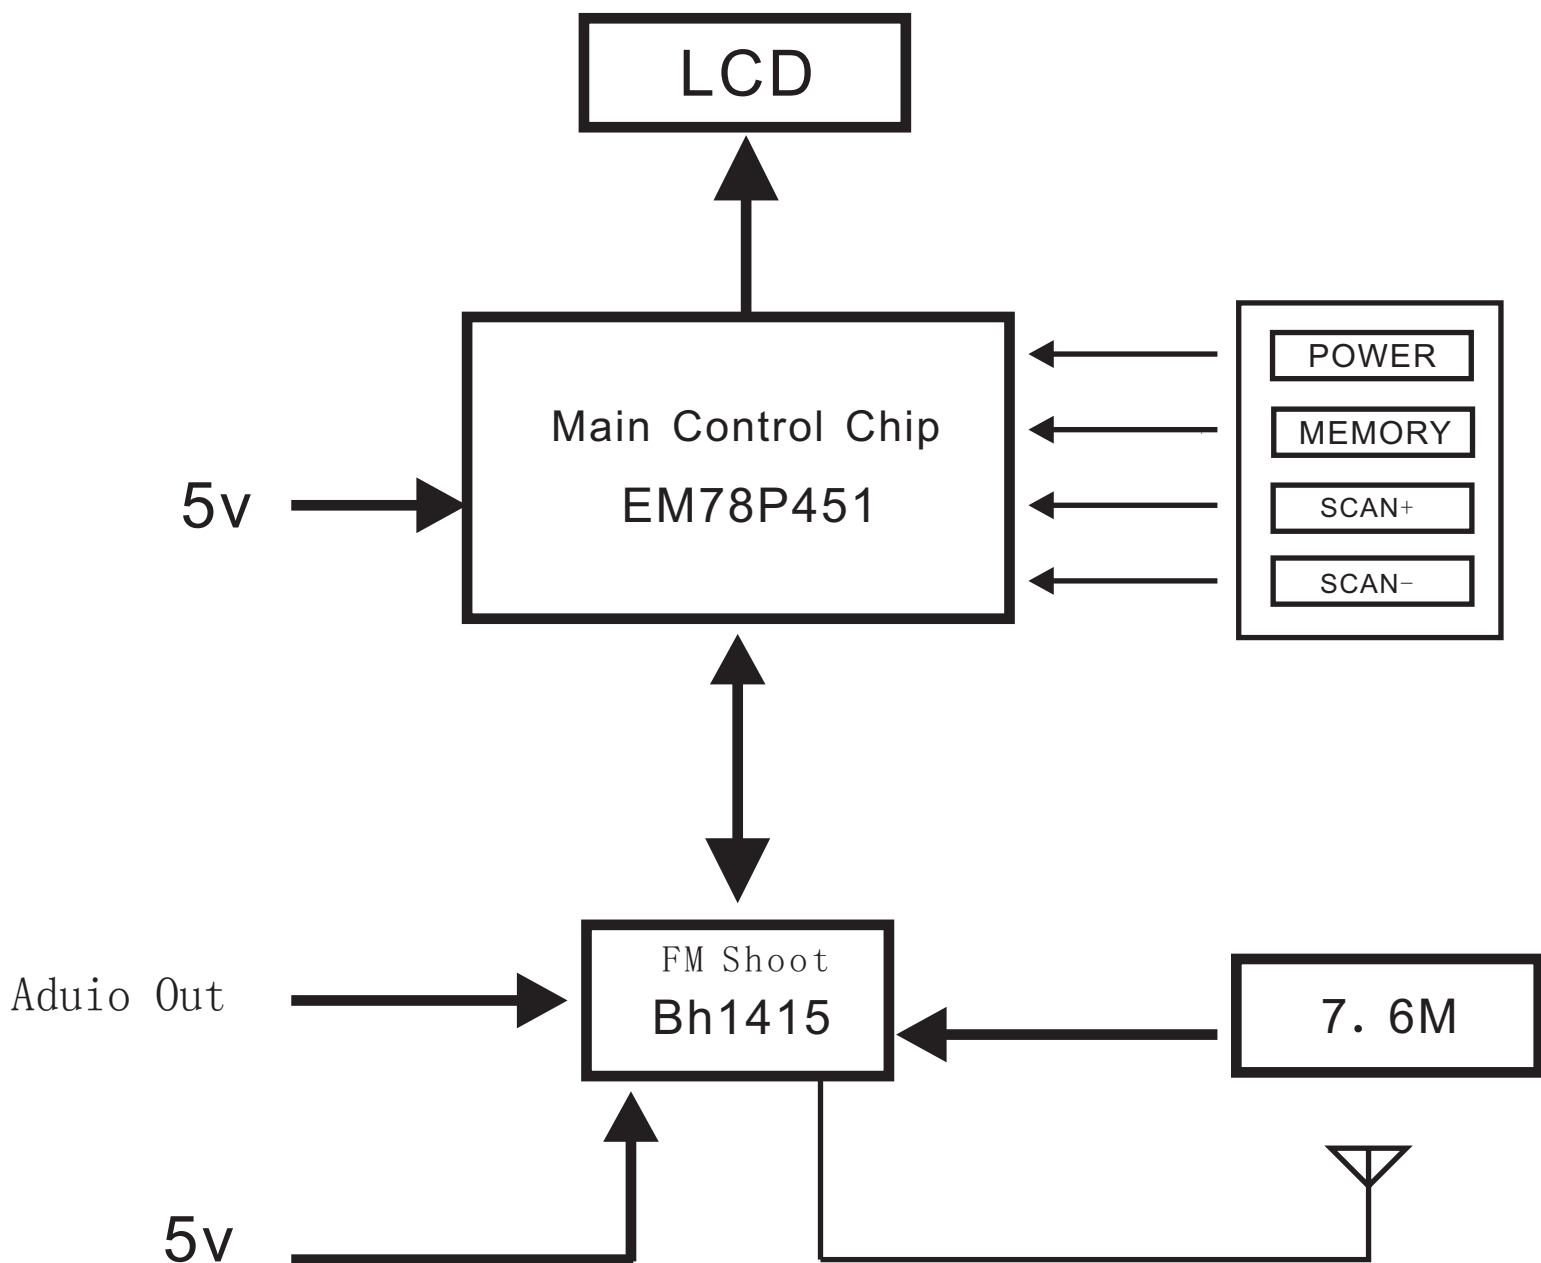 LCD
Main Control Chip
EM78P451
5v
POWER
MEMORY
SCAN+
SCAN-
Aduio Out
FM Shoot
Bh1415
7. 6M
5v